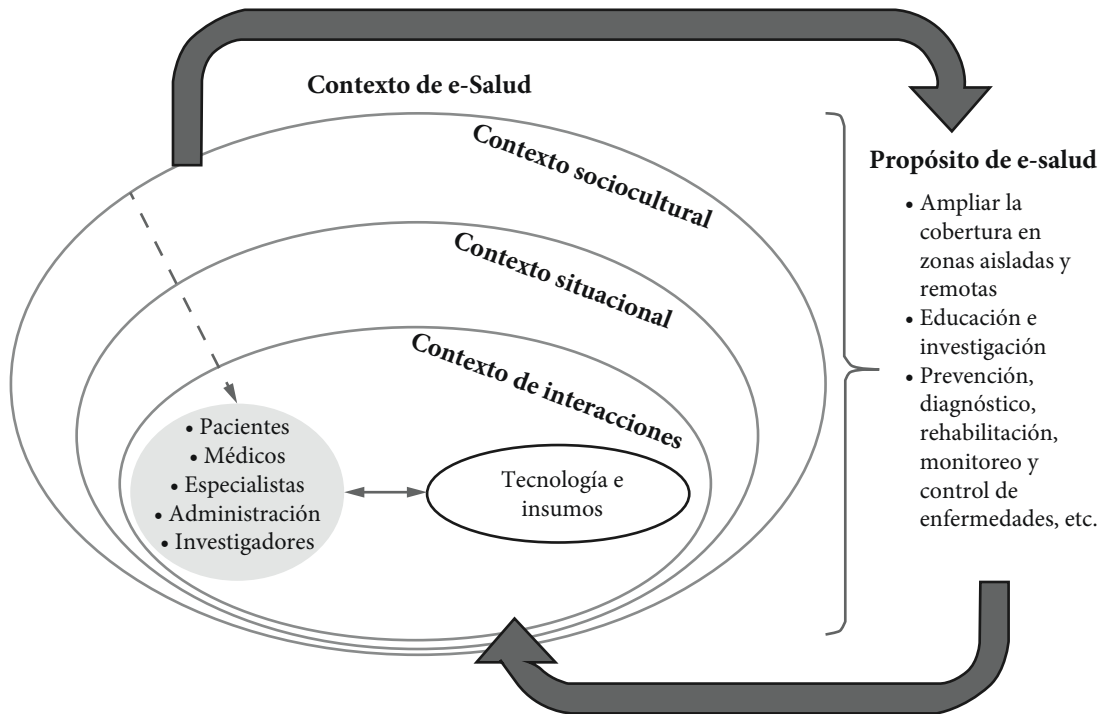 Contexto de e-Salud
Contexto sociocultural
Contexto situacional
Contexto de interacciones
• Pacientes
• Médicos
• Especialistas
• Administración
• Investigadores
Tecnología e
insumos
Propósito de e-salud
• Ampliar la
cobertura en
zonas aisladas y
remotas
• Educación e
investigación
• Prevención,
diagnóstico,
rehabilitación,
monitoreo y
control de
enfermedades, etc.